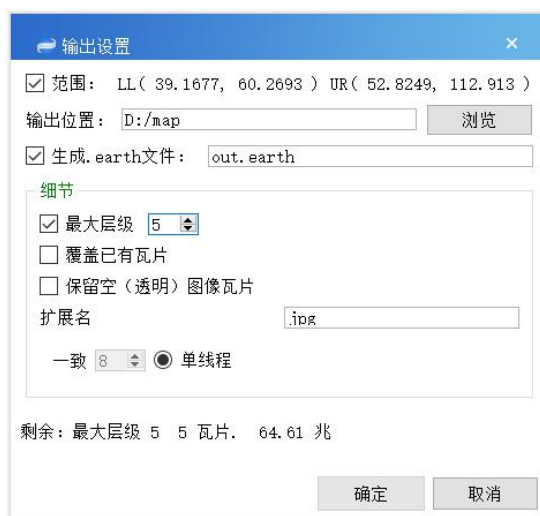 输出设置
范围： LL( 39.1677, 60.2693 ) UR( 52.8249, 112.913 )
输出位置： D:/map 浏览
生成.earth文件： out.earth
细节
最大层级 5
覆盖已有瓦片
保留空（透明）图像瓦片
扩展名 .jpg
一致 8 单线程
剩余: 最大层级 5 5 瓦片. 64.61 兆
确定 取消